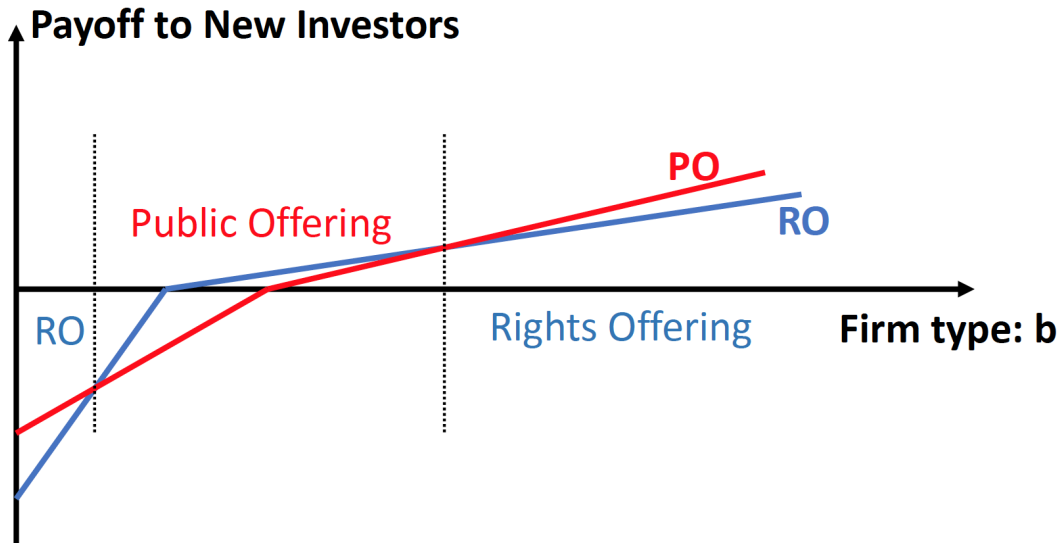 Payoff to New Investors
PO
Public Offering
RO
RO
Rights Offering
Firm type: b